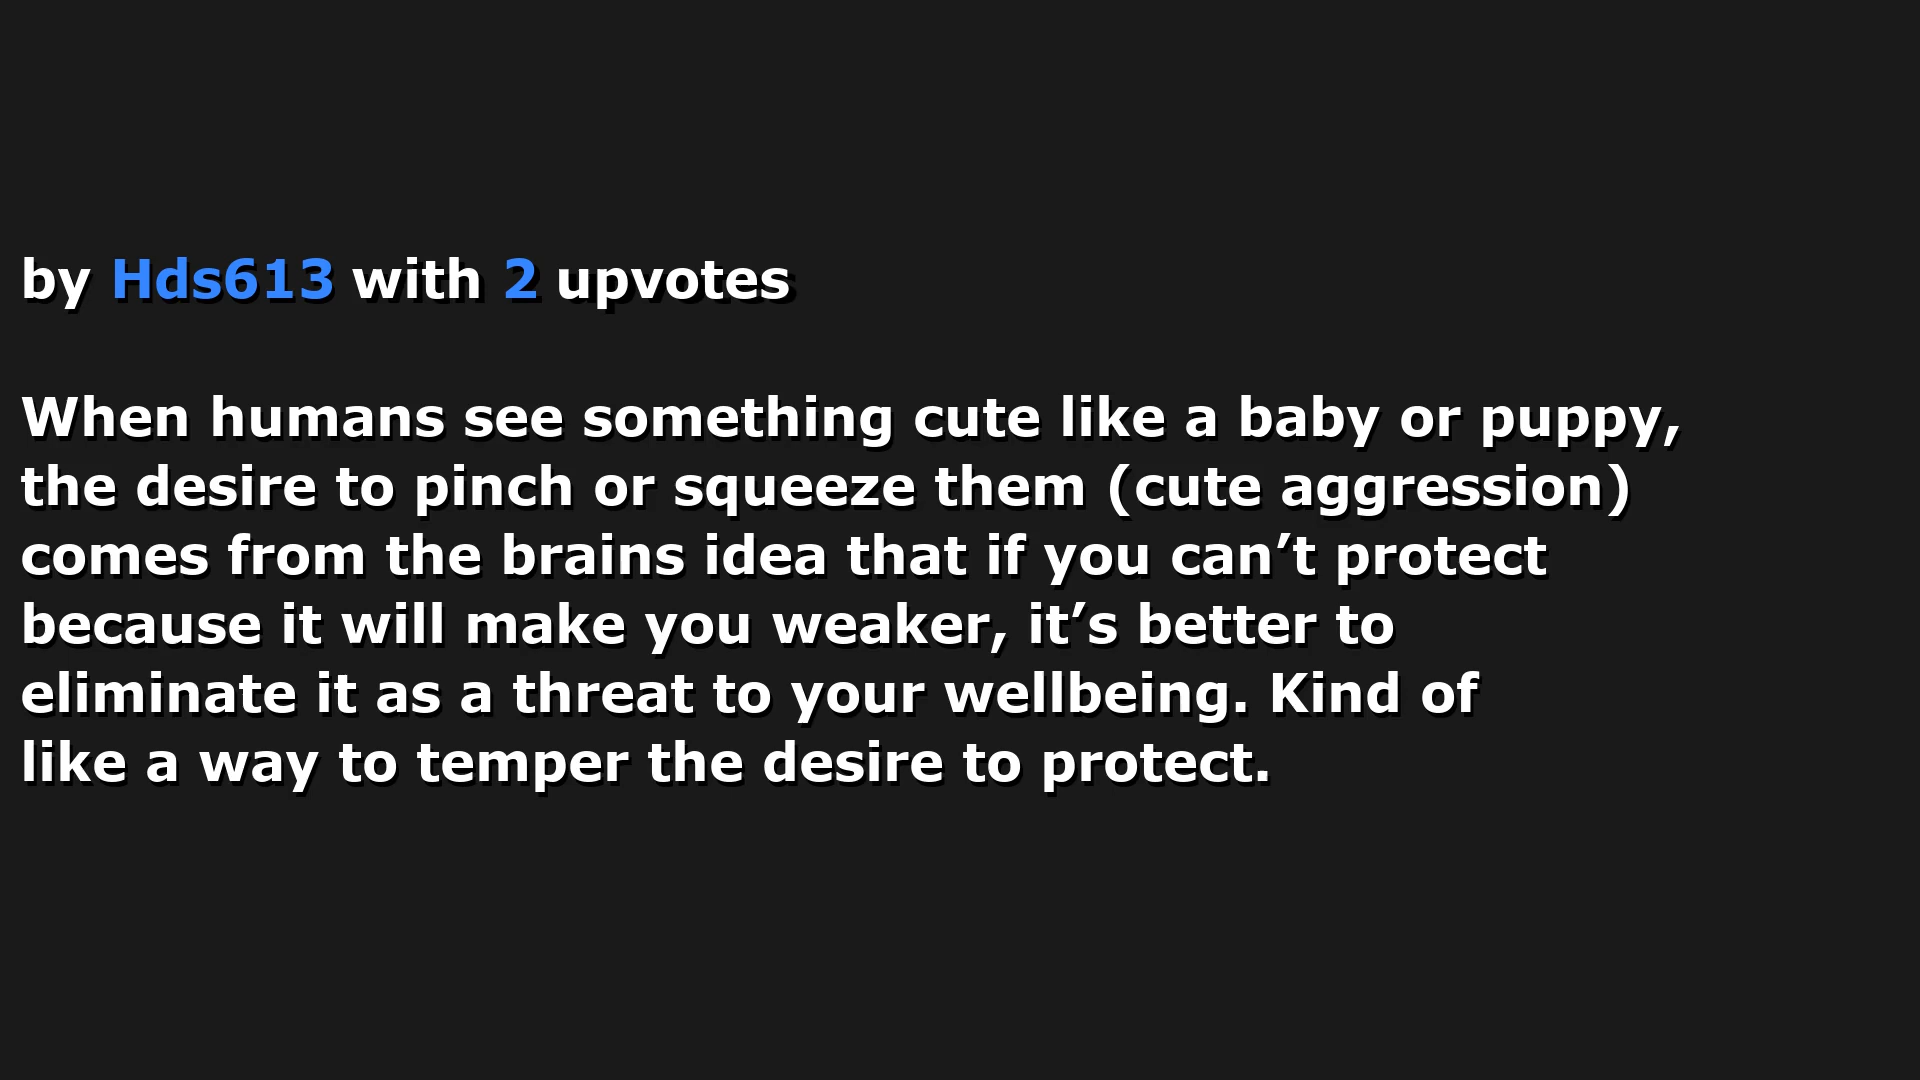 by Hds613 with 2 upvotes
When humans see something cute like a baby or puppy,
the desire to pinch or squeeze them (cute aggression)
comes from the brains idea that if you can’t protect
because it will make you weaker, it’s better to
eliminate it as a threat to your wellbeing. Kind of
like a way to temper the desire to protect.